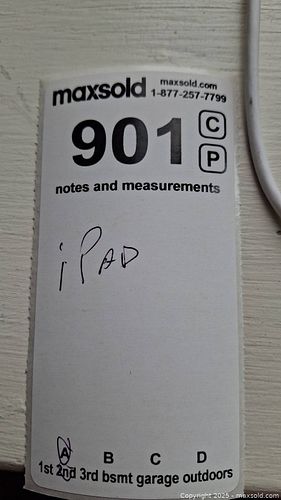 maxsold maxsold.com
1-877-257-7799
901 C
P
notes and measurements
iPAD
A B C D
1st 2nd 3rd bsmt garage outdoors
Copyright 2025 - maxsold.com